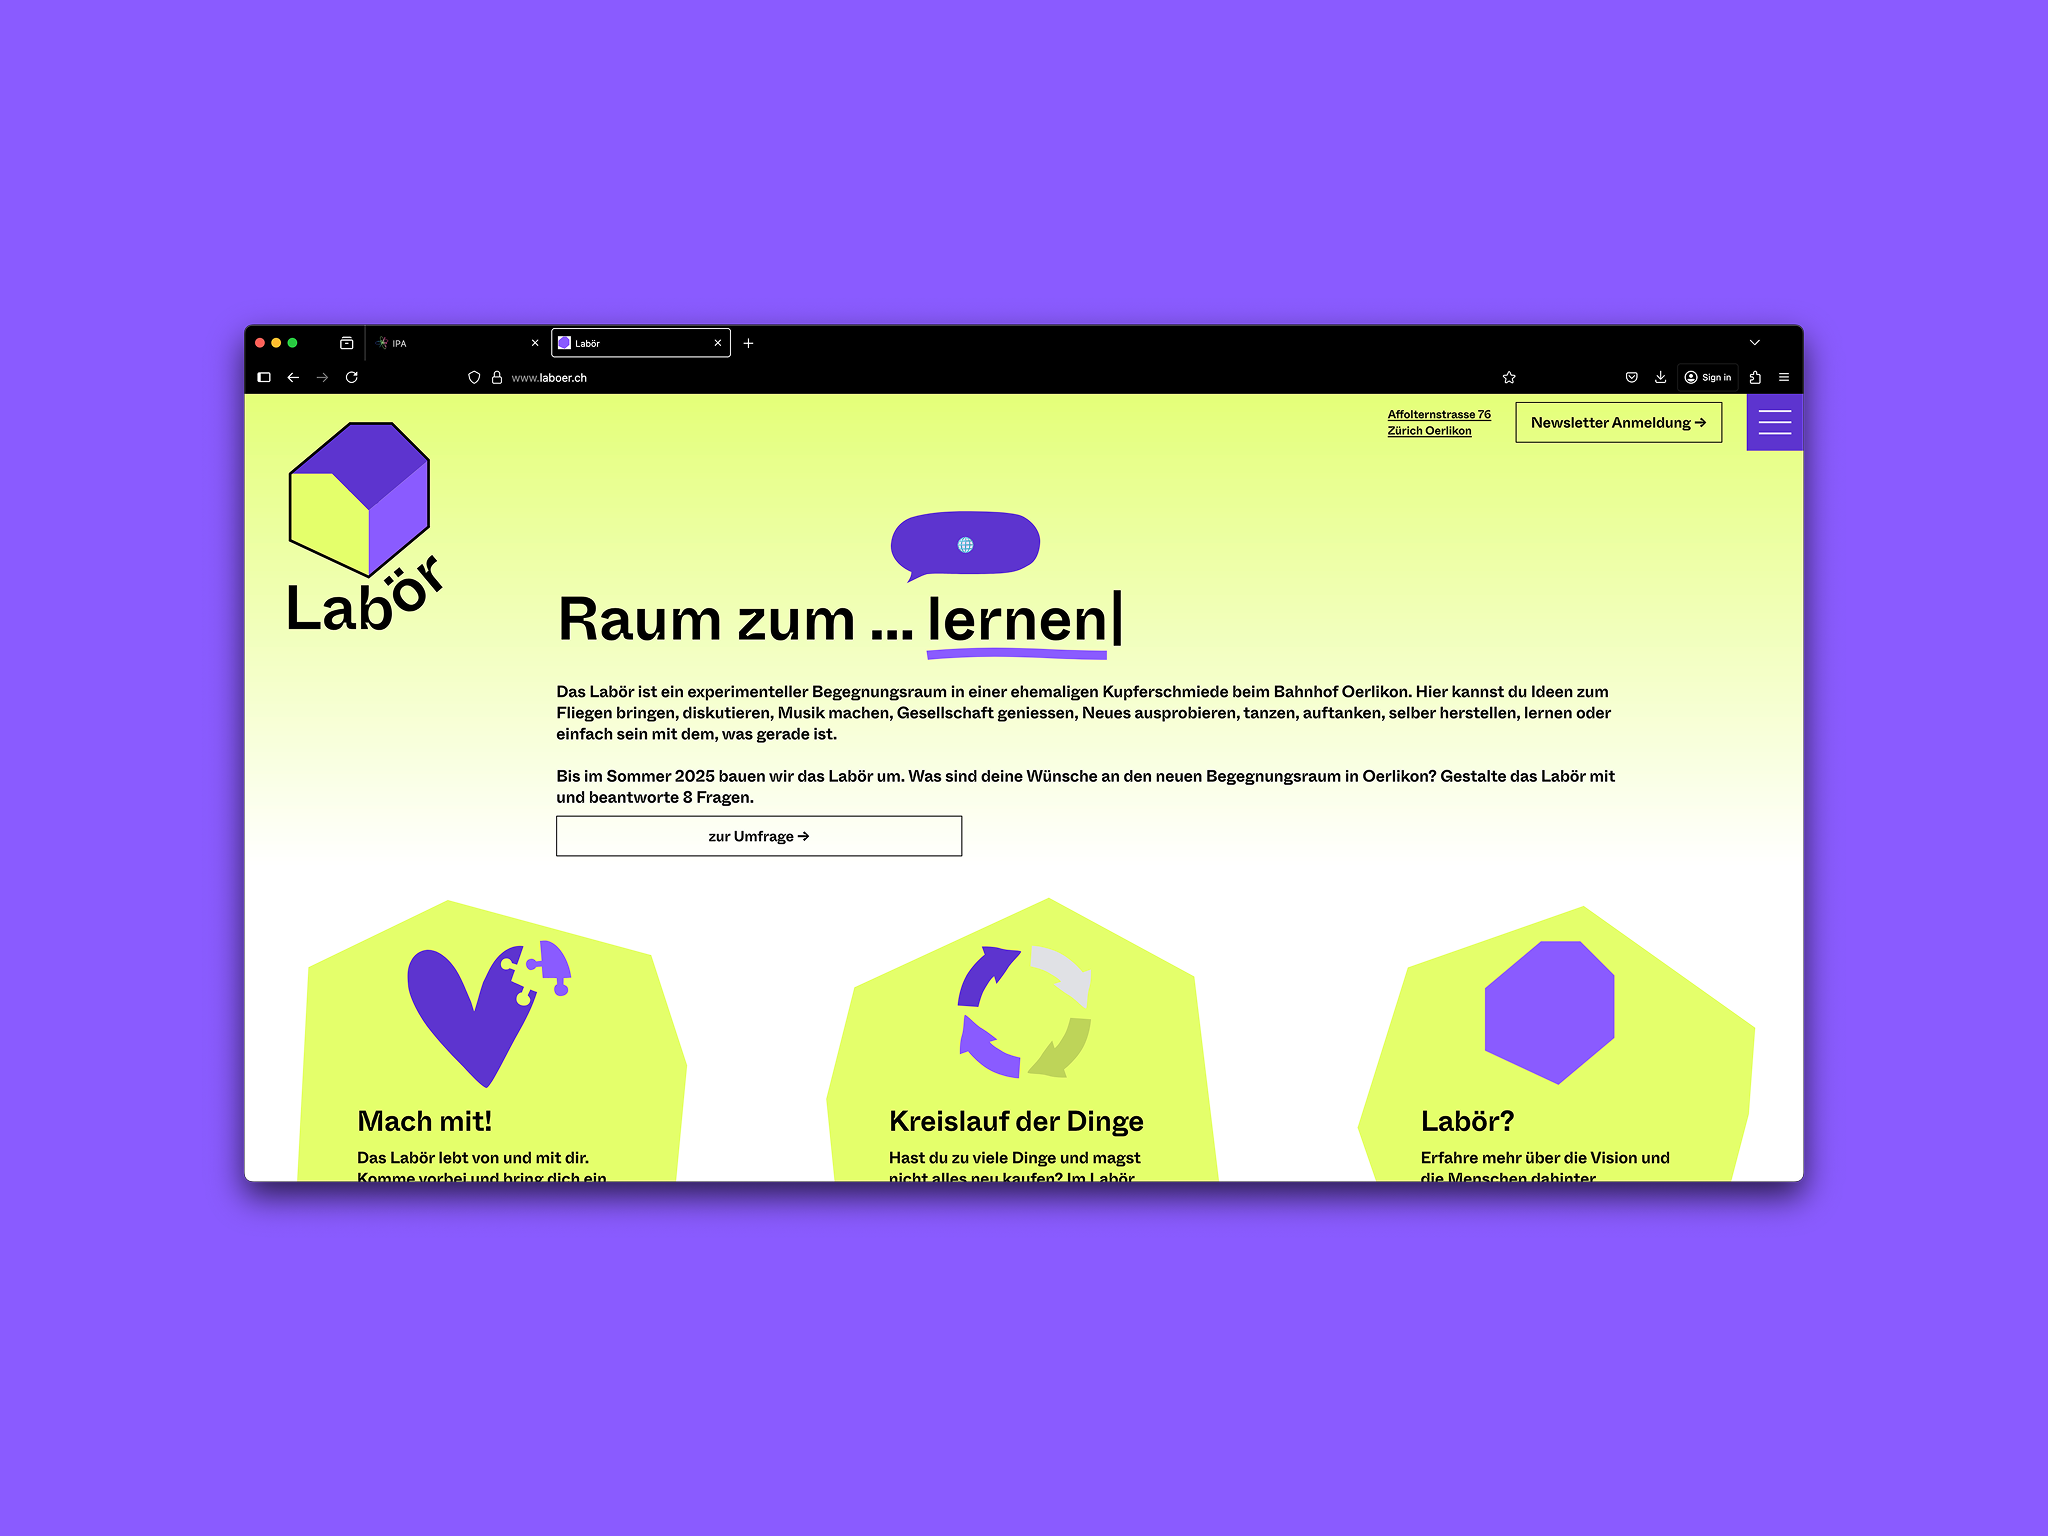 IPA
Labör
www.laboer.ch
Sign in
Affolternstrasse 76
Zürich Oerlikon
Newsletter Anmeldung →
Labör
Raum zum ... lernen|
Das Labör ist ein experimenteller Begegnungsraum in einer ehemaligen Kupferschmiede beim Bahnhof Oerlikon. Hier kannst du Ideen zum
Fliegen bringen, diskutieren, Musik machen, Gesellschaft geniessen, Neues ausprobieren, tanzen, auftanken, selber herstellen, lernen oder
einfach sein mit dem, was gerade ist.
Bis im Sommer 2025 bauen wir das Labör um. Was sind deine Wünsche an den neuen Begegnungsraum in Oerlikon? Gestalte das Labör mit
und beantworte 8 Fragen.
zur Umfrage →
Mach mit!
Das Labör lebt von und mit dir.
Komme vorbei und bring dich ein
Kreislauf der Dinge
Hast du zu viele Dinge und magst
nicht alles neu kaufen? Im Labör
Labör?
Erfahre mehr über die Vision und
die Menschen dahinter